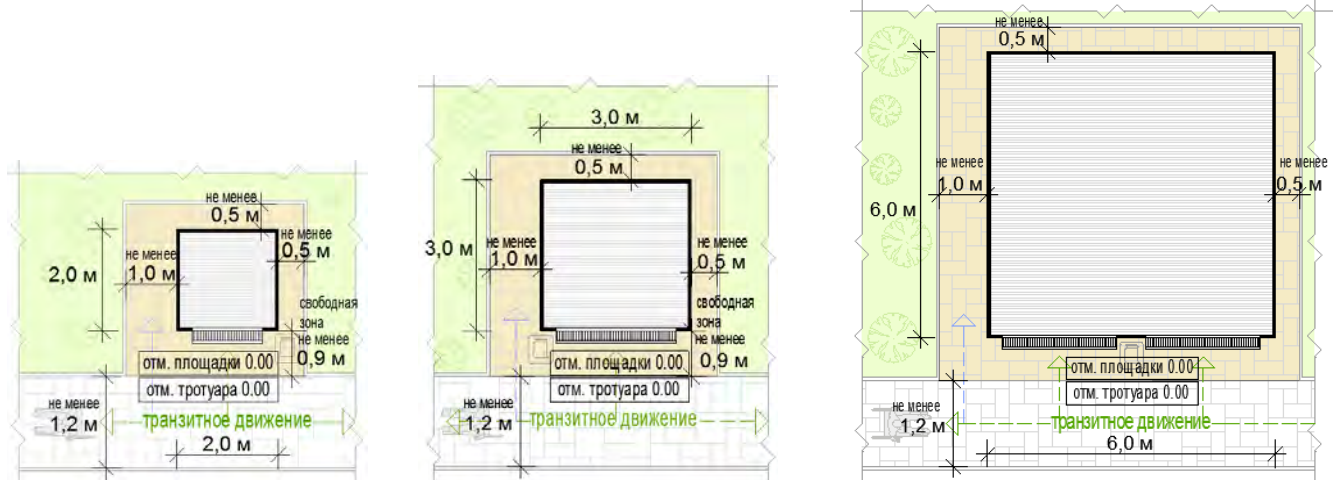 не менее
0,5 м
не менее
0,5 м
2,0 м
не менее
1,0 м
свободная
зона
не менее
0,9 м
отм. площадки 0.00
отм. тротуара 0.00
не менее
1,2 м
транзитное движение
2,0 м
3,0 м
не менее
0,5 м
3,0 м
не менее
1,0 м
не менее
0,5 м
свободная
зона
не менее
0,9 м
отм. площадки 0.00
отм. тротуара 0.00
не менее
1,2 м
транзитное движение
не менее
0,5 м
не менее
1,0 м
не менее
0,5 м
6,0 м
отм. площадки 0.00
отм. тротуара 0.00
не менее
1,2 м
транзитное движение
6,0 м